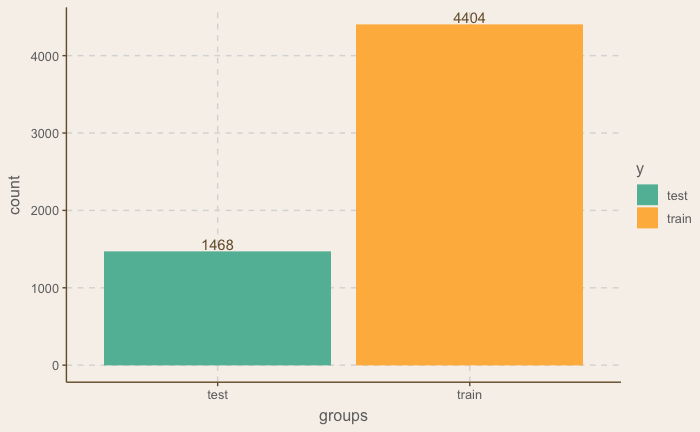 4404
4000
3000
2000
1468
1000
0
test
train
groups
count
y
test
train